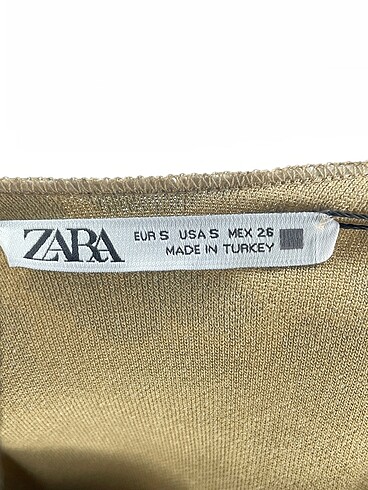 ZARA
EUR S USA S MEX 26
MADE IN TURKEY